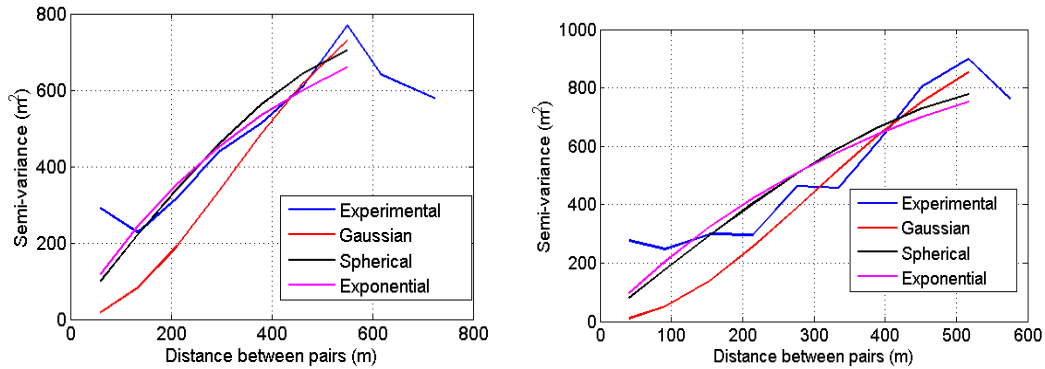 800
600
400
200
0
Semi-variance (m²)
Experimental
Gaussian
Spherical
Exponential
0 200 400 600 800
Distance between pairs (m)
1000
800
600
400
200
0
Semi-variance (m²)
Experimental
Gaussian
Spherical
Exponential
0 100 200 300 400 500 600
Distance between pairs (m)